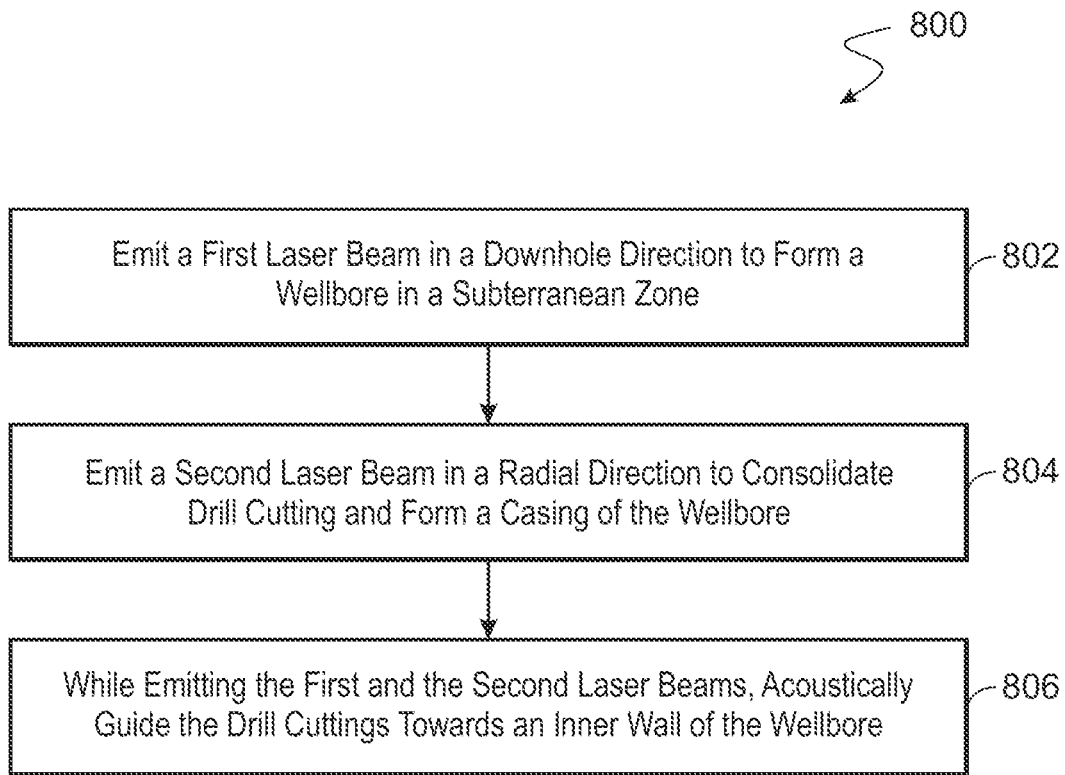 800
Emit a First Laser Beam in a Downhole Direction to Form a
Wellbore in a Subterranean Zone
802
Emit a Second Laser Beam in a Radial Direction to Consolidate
Drill Cutting and Form a Casing of the Wellbore
804
While Emitting the First and the Second Laser Beams, Acoustically
Guide the Drill Cuttings Towards an Inner Wall of the Wellbore
806